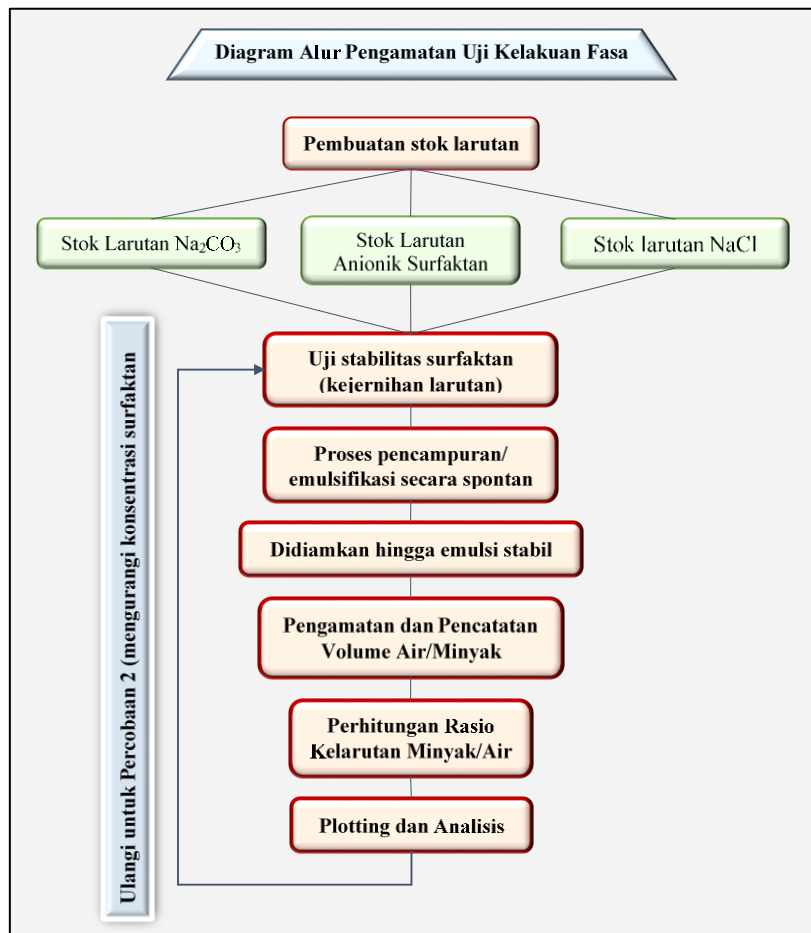 Diagram Alur Pengamatan Uji Kelakuan Fasa
Pembuatan stok larutan
Stok Larutan Na₂CO₃
Stok Larutan
Anionik Surfaktan
Stok larutan NaCl
Uji stabilitas surfaktan
(kejernihan larutan)
Proses pencampuran/
emulsifikasi secara spontan
Didiamkan hingga emulsi stabil
Pengamatan dan Pencatatan
Volume Air/Minyak
Perhitungan Rasio
Kelarutan Minyak/Air
Plotting dan Analisis
Ulangi untuk Percobaan 2 (mengurangi konsentrasi surfaktan